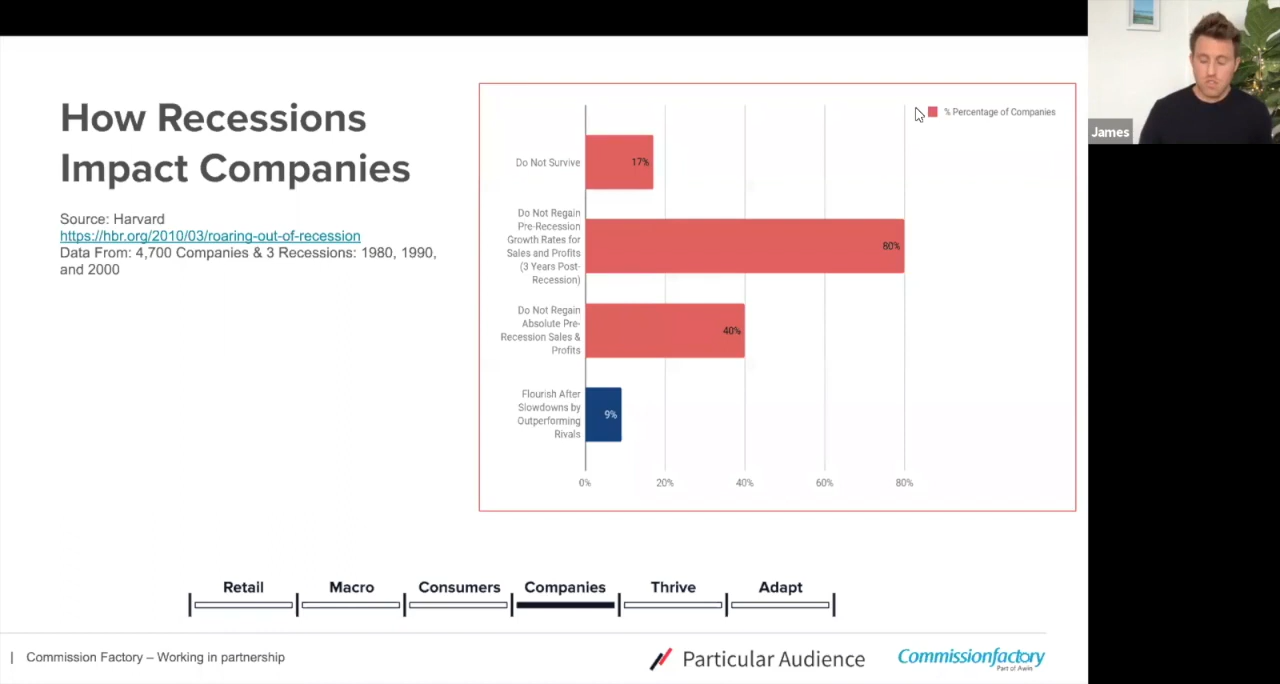 How Recessions
Impact Companies
Source: Harvard
https://hbr.org/2010/03/roaring-out-of-recession
Data From: 4,700 Companies & 3 Recessions: 1980, 1990,
and 2000
% Percentage of Companies
Do Not Survive
17%
Do Not Regain
Pre-Recession
Growth Rates for
Sales and Profits
(3 Years Post-
Recession)
80%
Do Not Regain
Absolute Pre-
Recession Sales &
Profits
40%
Flourish After
Slowdowns by
Outperforming
Rivals
9%
0% 20% 40% 60% 80%
Retail Macro Consumers Companies Thrive Adapt
| Commission Factory – Working in partnership
Particular Audience
Commissionfactory
Part of Awin
James